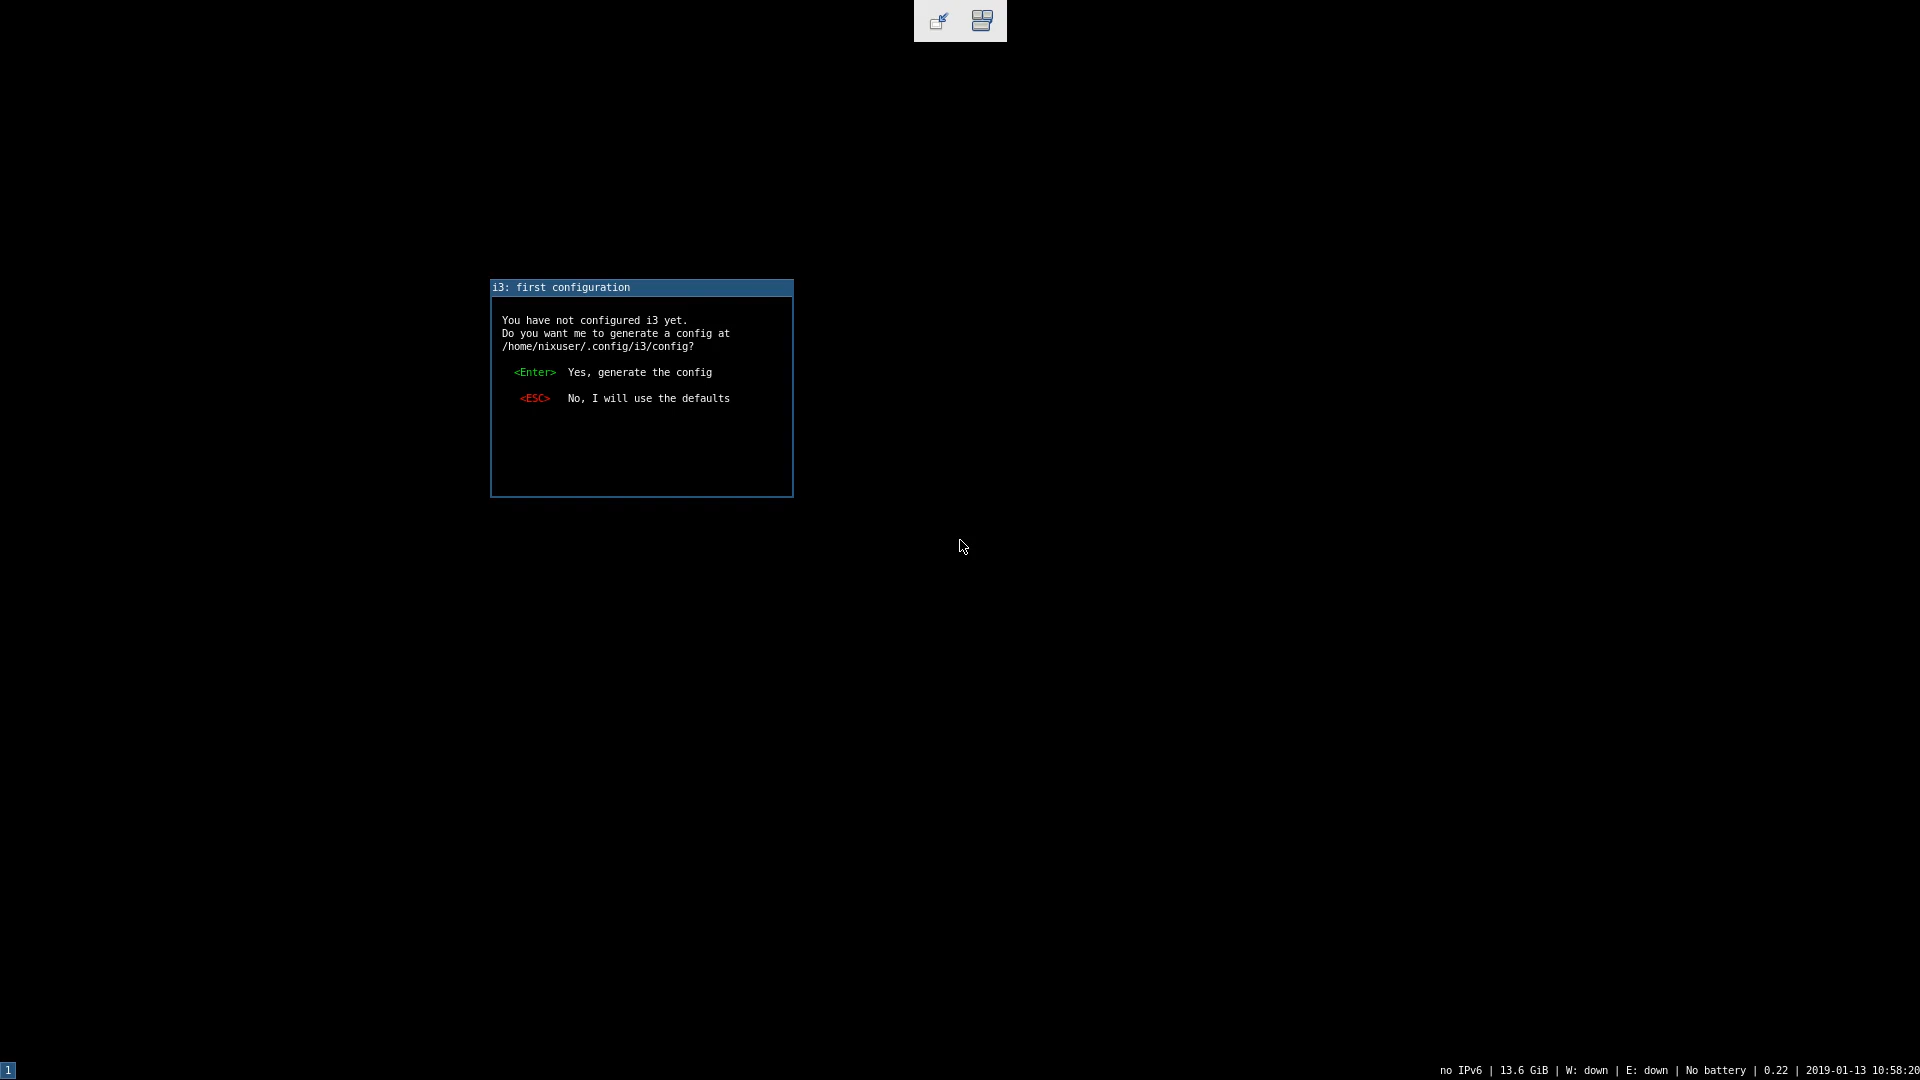 i3: first configuration
You have not configured i3 yet.
Do you want me to generate a config at
/home/nixuser/.config/i3/config?
<Enter> Yes, generate the config
<ESC> No, I will use the defaults
1
no IPv6 | 13.6 GiB | W: down | E: down | No battery | 0.22 | 2019-01-13 10:58:20